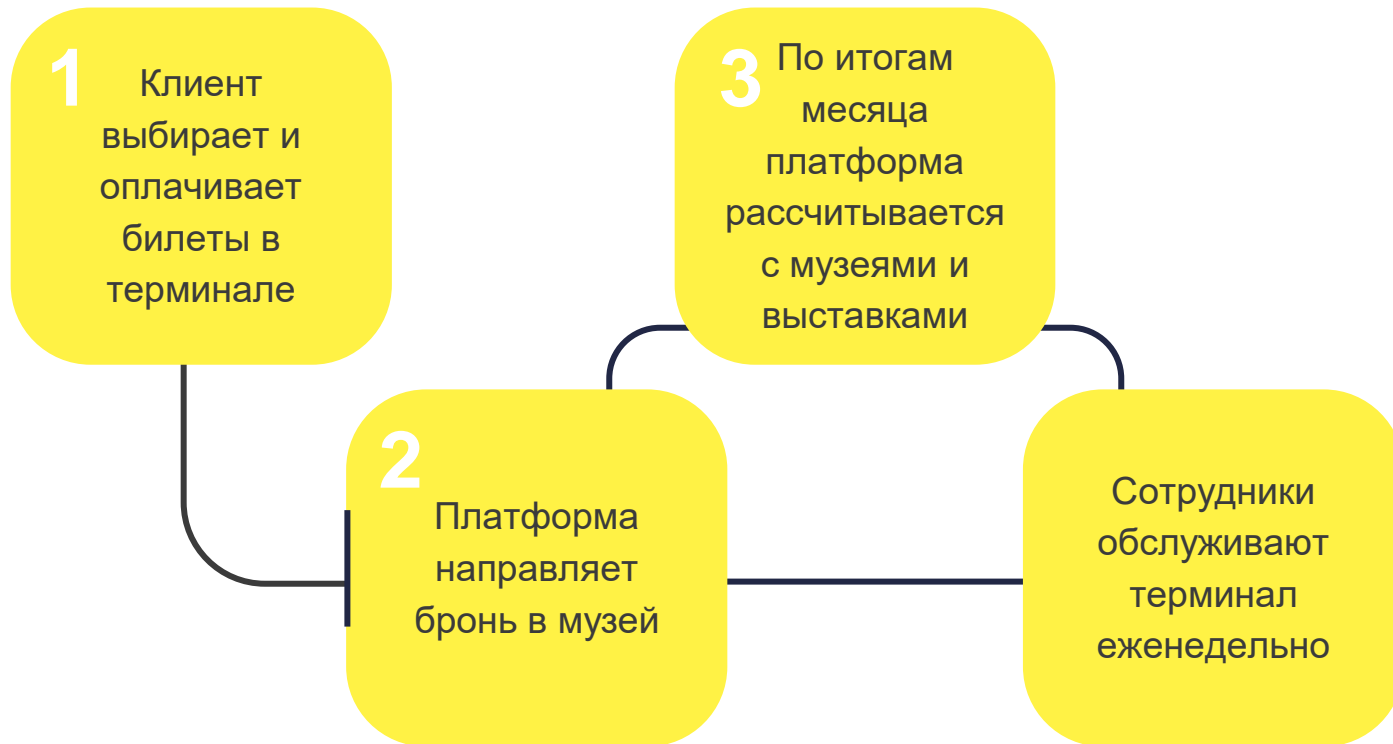 1
Клиент
выбирает и
оплачивает
билеты в
терминале
2
Платформа
направляет
бронь в музей
3
По итогам
месяца
платформа
рассчитывается
с музеями и
выставками
Сотрудники
обслуживают
терминал
еженедельно